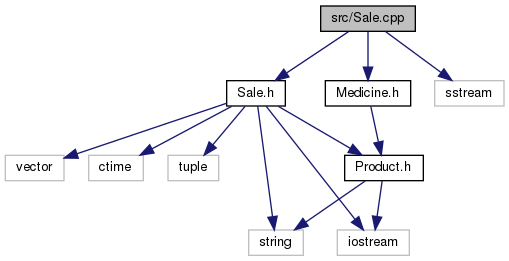 src/Sale.cpp
Sale.h
Medicine.h
sstream
vector
ctime
tuple
Product.h
string
iostream